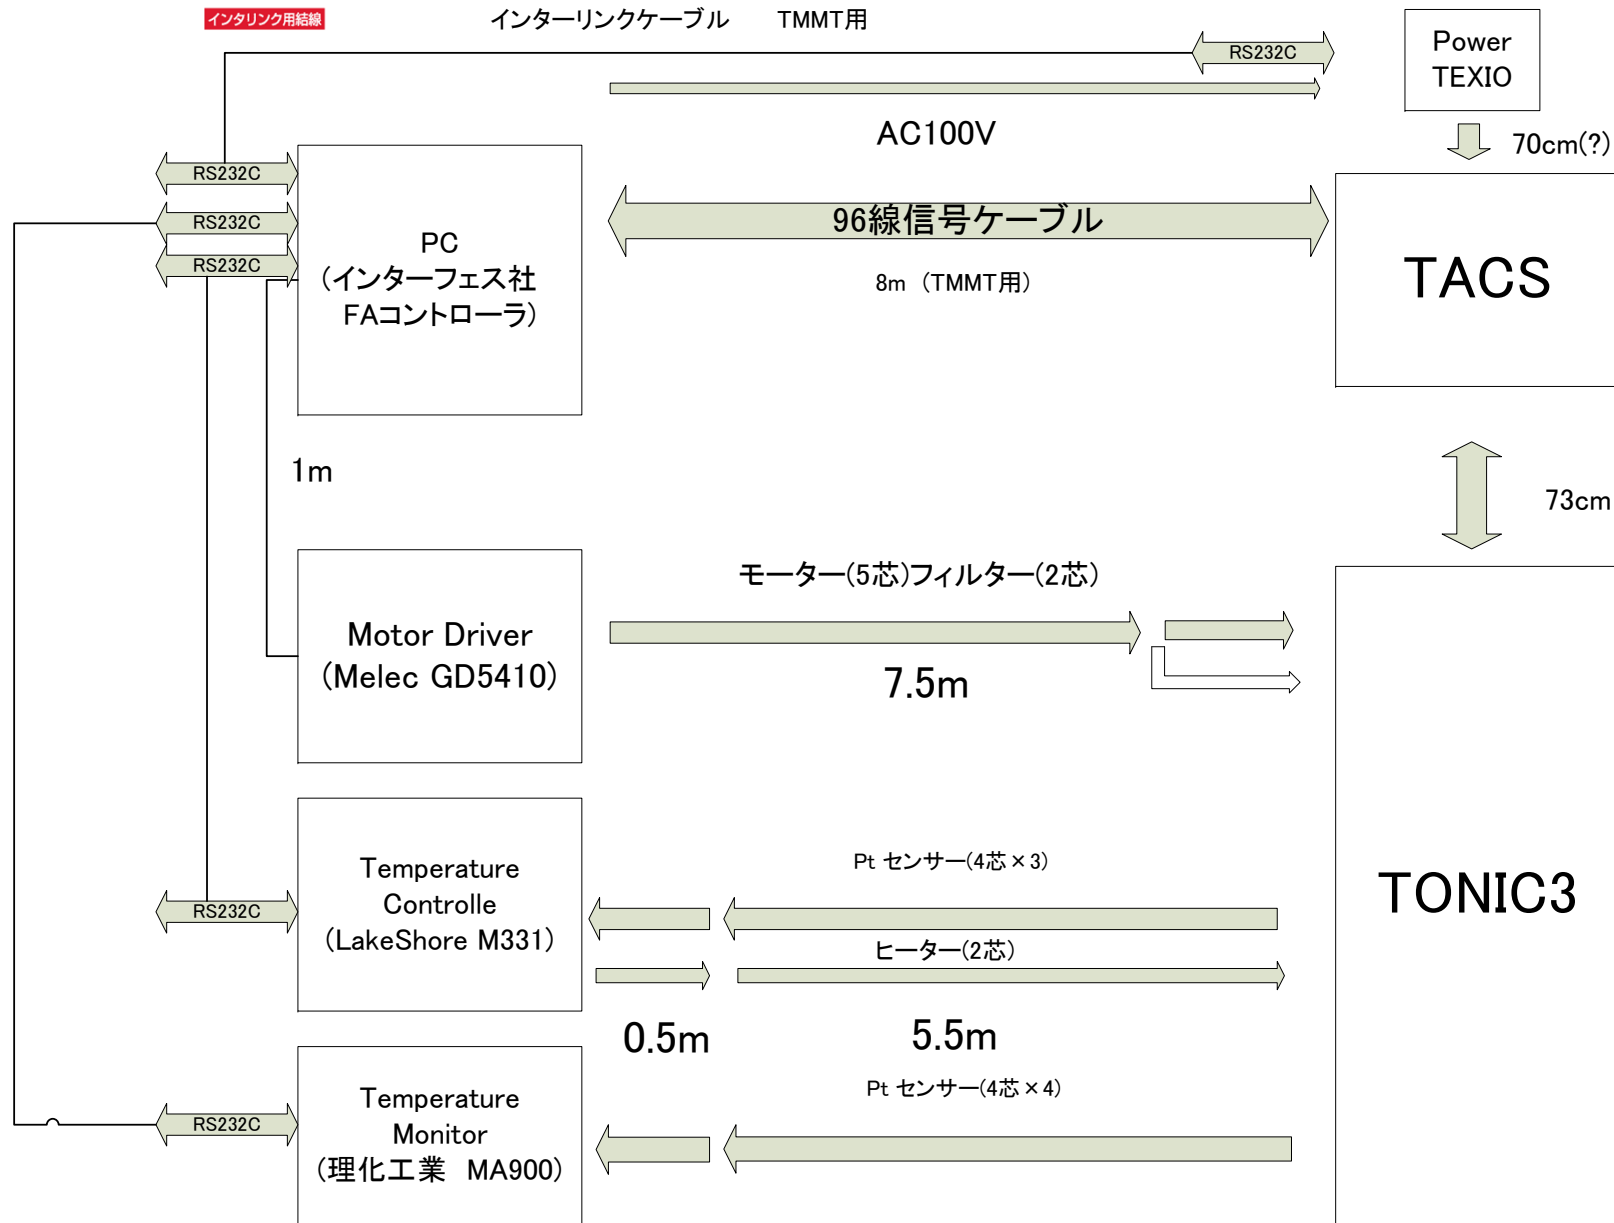 インタリンク用結線
インターリンクケーブル　TMMT用
RS232C
Power
TEXIO
AC100V
70cm(?)
RS232C
RS232C
RS232C
PC
(インターフェス社
FAコントローラ)
96線信号ケーブル
8m (TMMT用)
TACS
1m
73cm
モーター(5芯)フィルター(2芯)
Motor Driver
(Melec GD5410)
7.5m
Pt センサー(4芯×3)
Temperature
Controlle
(LakeShore M331)
RS232C
ヒーター(2芯)
TONIC3
0.5m
5.5m
Pt センサー(4芯×4)
Temperature
Monitor
(理化工業　MA900)
RS232C